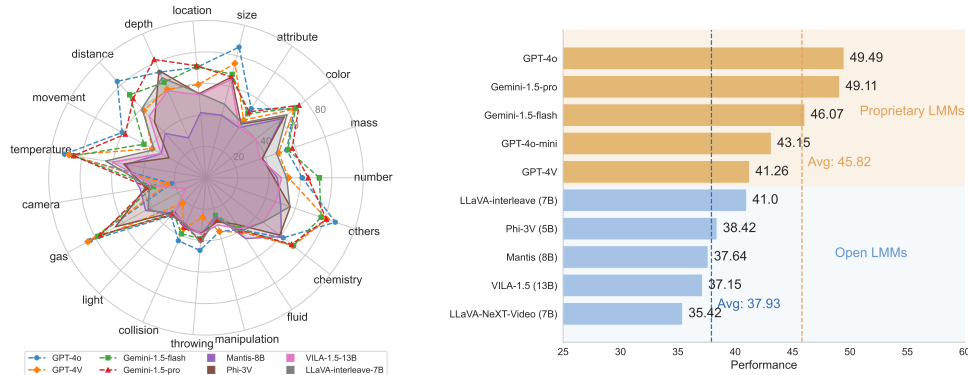 location
size
depth
attribute
distance
color
movement
80
mass
40
temperature
20
number
camera
others
gas
chemistry
light
fluid
collision
manipulation
throwing
GPT-4o
Gemini-1.5-flash
Mantis-8B
VILA-1.5-13B
GPT-4V
Gemini-1.5-pro
Phi-3V
LLaVA-interleave-7B
GPT-4o
49.49
Gemini-1.5-pro
49.11
Gemini-1.5-flash
46.07
Proprietary LMMs
GPT-4o-mini
43.15
Avg: 45.82
GPT-4V
41.26
LLaVA-interleave (7B)
41.0
Phi-3V (5B)
38.42
Mantis (8B)
37.64
Open LMMs
VILA-1.5 (13B)
37.15
Avg: 37.93
LLaVA-NeXT-Video (7B)
35.42
25 30 35 40 45 50 55 60
Performance